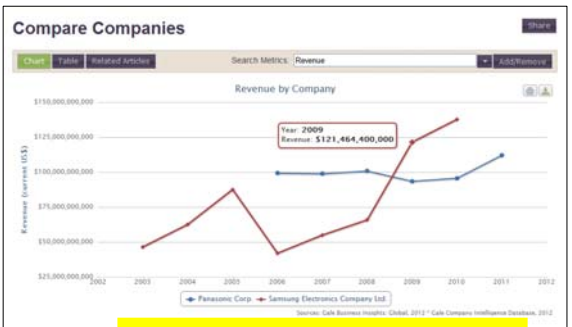 Compare Companies
Share
Chart Table Related Articles Search Metrics: Revenue Add/Remove
Revenue by Company
$150,000,000,000
$125,000,000,000
$100,000,000,000
$75,000,000,000
$50,000,000,000
$25,000,000,000
Revenue (current US$)
Year: 2009
Revenue: $121,464,400,000
2002 2003 2004 2005 2006 2007 2008 2009 2010 2011 2012
Panasonic Corp. Samsung Electronics Company Ltd.
Sources: Gale Business Insights: Global, 2012 * Gale Company Intelligence Database, 2012